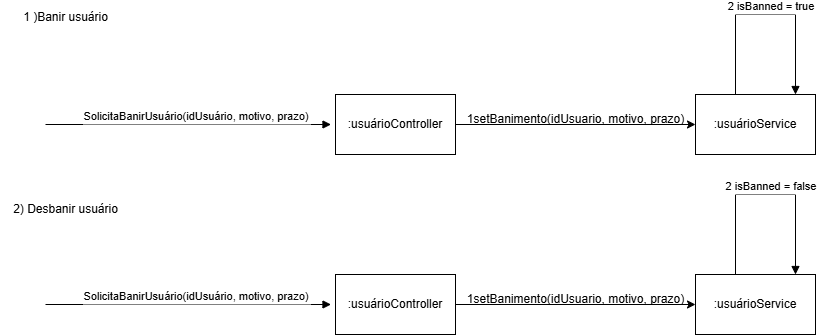 1 )Banir usuário
2 isBanned = true
SolicitaBanirUsuário(idUsuário, motivo, prazo)
:usuárioController
1setBanimento(idUsuario, motivo, prazo)
:usuárioService
2) Desbanir usuário
2 isBanned = false
SolicitaBanirUsuário(idUsuário, motivo, prazo)
:usuárioController
1setBanimento(idUsuario, motivo, prazo)
:usuárioService